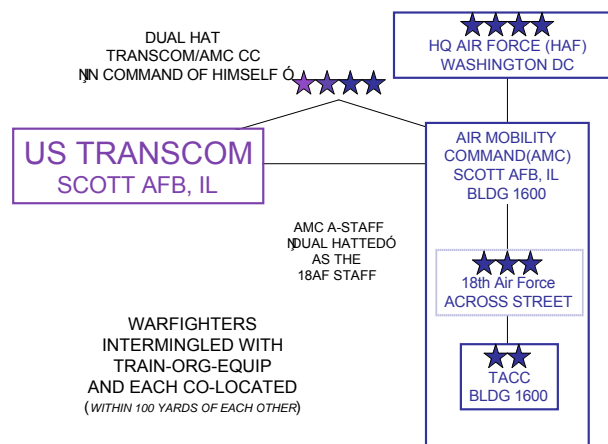 DUAL HAT
TRANSCOM/AMC CC
ŅIN COMMAND OF HIMSELF Ó
HQ AIR FORCE (HAF)
WASHINGTON DC
US TRANSCOM
SCOTT AFB, IL
AIR MOBILITY
COMMAND(AMC)
SCOTT AFB, IL
BLDG 1600
AMC A-STAFF
ŅDUAL HATTEDÓ
AS THE
18AF STAFF
18th Air Force
ACROSS STREET
WARFIGHTERS
INTERMINGLED WITH
TRAIN-ORG-EQUIP
AND EACH CO-LOCATED
(WITHIN 100 YARDS OF EACH OTHER)
TACC
BLDG 1600